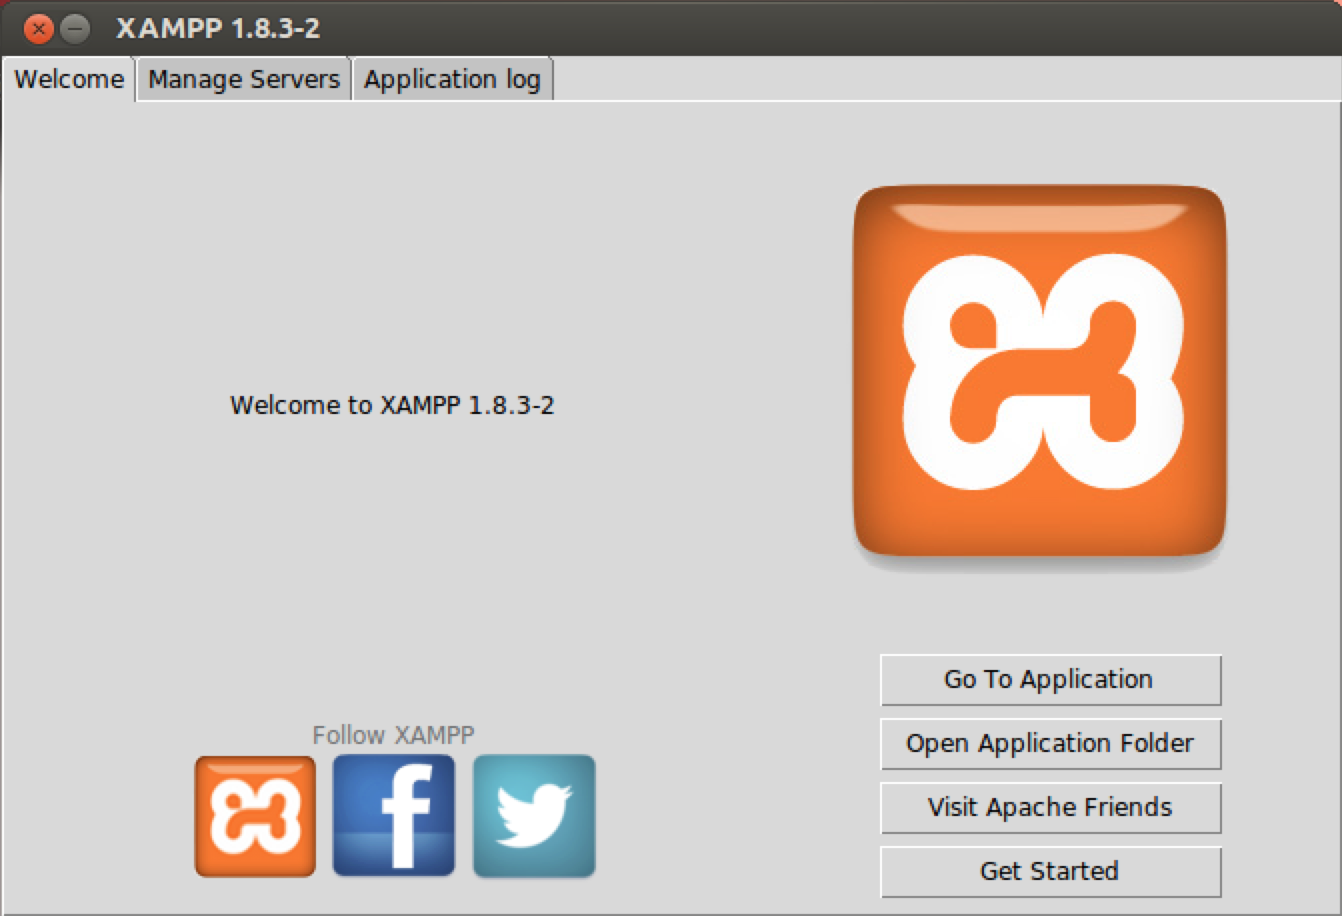 XAMPP 1.8.3-2
Welcome
Manage Servers
Application log
Welcome to XAMPP 1.8.3-2
Follow XAMPP
Go To Application
Open Application Folder
Visit Apache Friends
Get Started